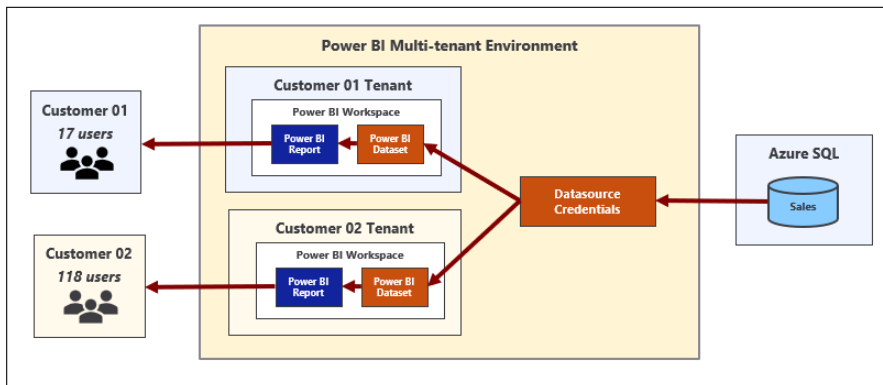 Power BI Multi-tenant Environment
Customer 01
17 users
Customer 01 Tenant
Power BI Workspace
Power BI
Report
Power BI
Dataset
Customer 02
118 users
Customer 02 Tenant
Power BI Workspace
Power BI
Report
Power BI
Dataset
Datasource
Credentials
Azure SQL
Sales